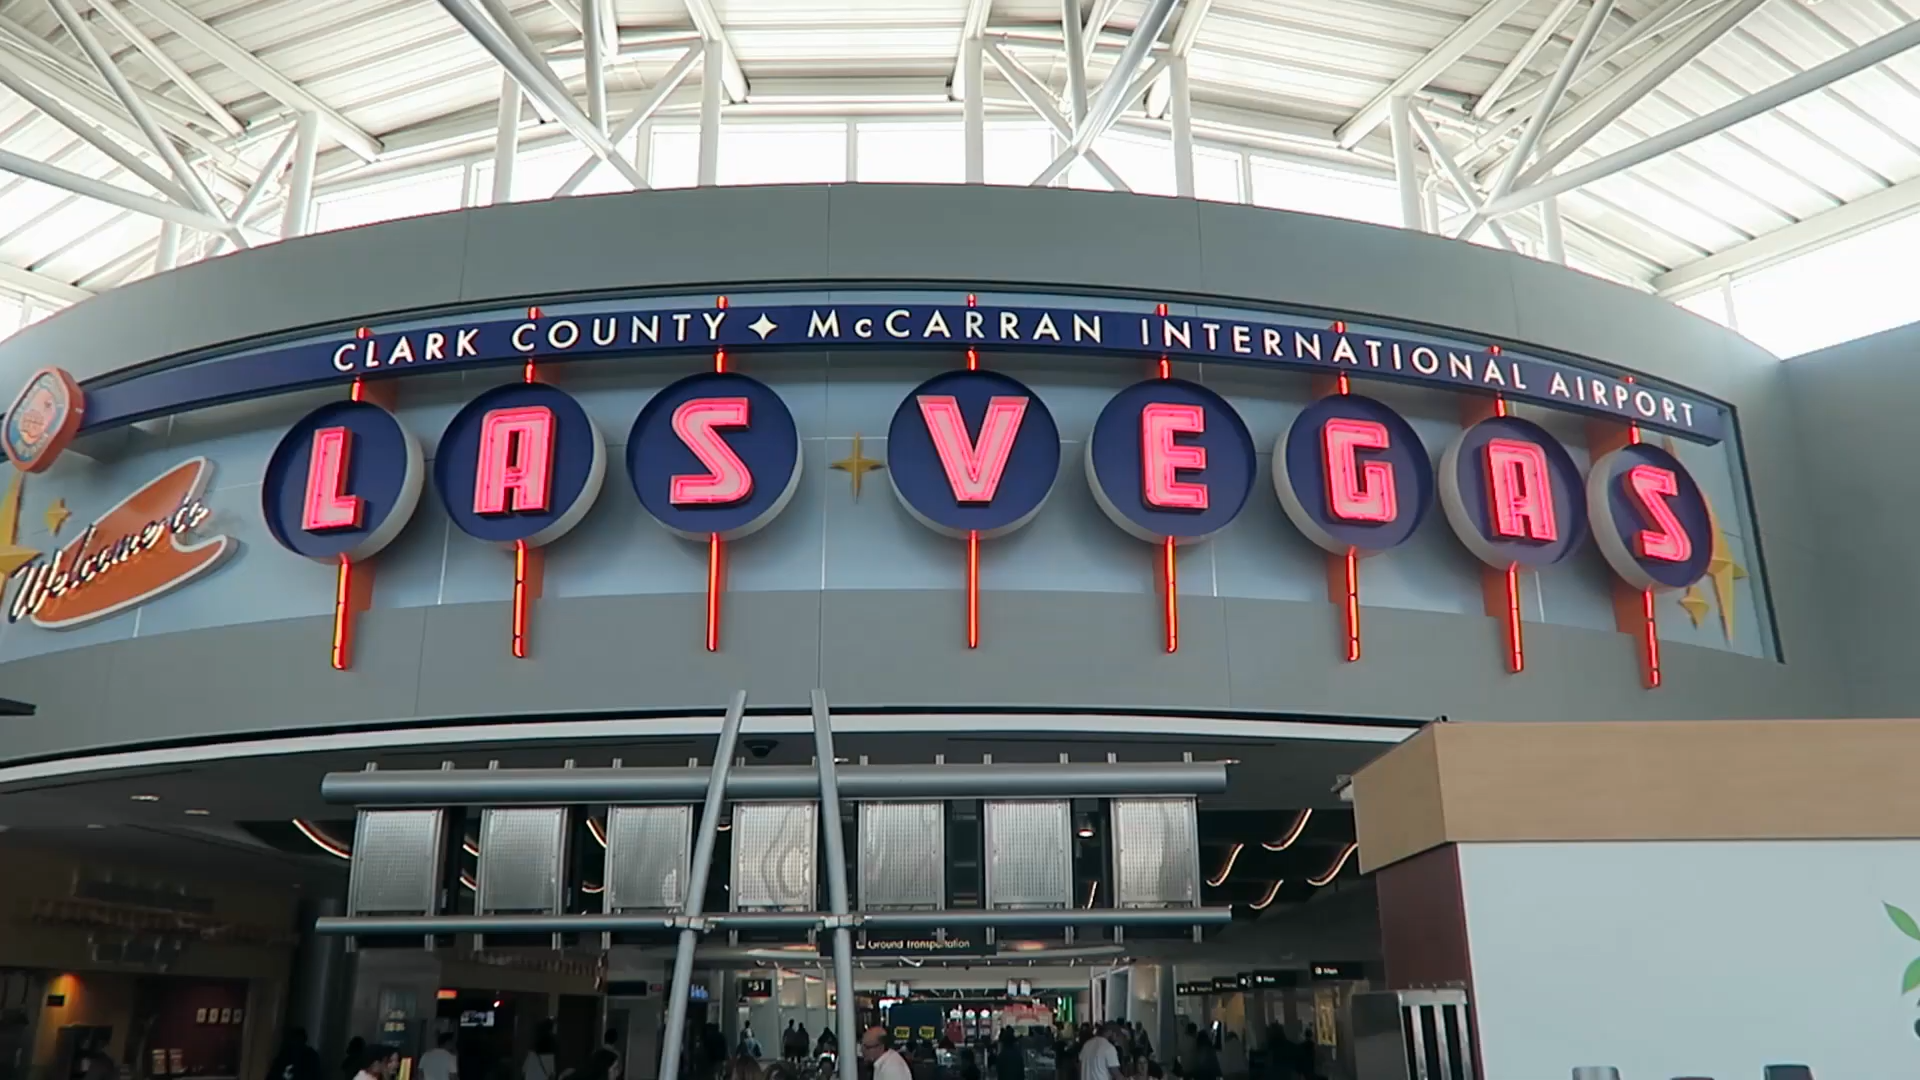 CLARK COUNTY ✦ McCARRAN INTERNATIONAL AIRPORT
Welcome to
LAS VEGAS
Ground Transportation